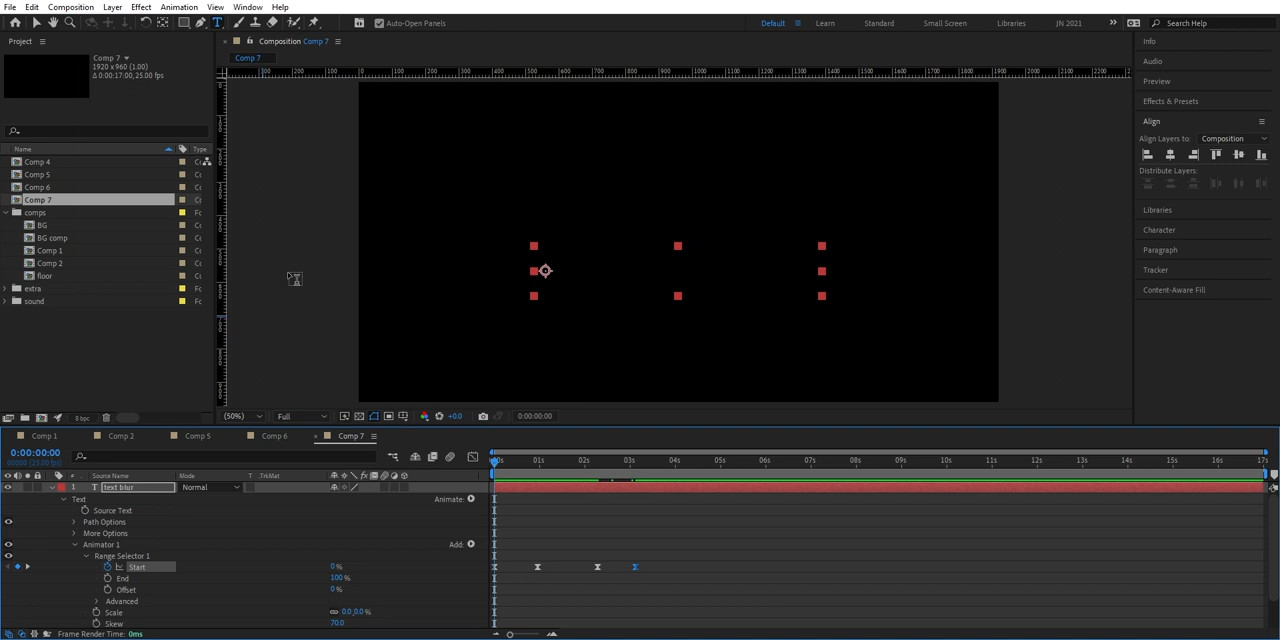 File Edit Composition Layer Effect Animation View Window Help
Auto-Open Panels
Default Learn Standard Small Screen Libraries JN 2021 Search Help
Project
Comp 7
1920 x 960 (1.00)
Δ 0:00:17:00, 25.00 fps
Name Type
Comp 4
Comp 5
Comp 6
Comp 7
comps
BG
BG comp
Comp 1
Comp 2
floor
extra
sound
8 bpc
Composition Comp 7
Comp 7
(50%) Full +0.0 0:00:00:00
Info
Audio
Preview
Effects & Presets
Align
Align Layers to: Composition
Distribute Layers:
Libraries
Character
Paragraph
Tracker
Content-Aware Fill
Comp 1 Comp 2 Comp 5 Comp 6 Comp 7
0:00:00:00
00000 (25.00 fps)
# Source Name Mode T .TrkMat
01s 02s 03s 04s 05s 06s 07s 08s 09s 10s 11s 12s 13s 14s 15s 16s 17s
1 T text blur Normal
Text Animate:
Source Text
Path Options
More Options
Animator 1 Add:
Range Selector 1
Start 0 %
End 100 %
Offset 0 %
Advanced
Scale 0.0,0.0 %
Skew 70.0
Frame Render Time: 0ms